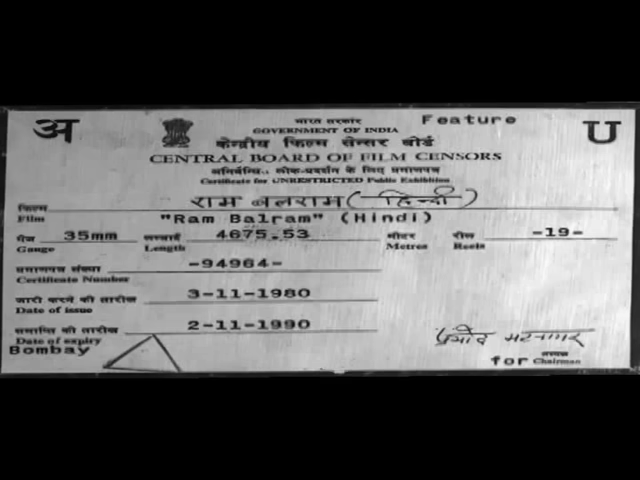 अ
भारत सरकार Feature
GOVERNMENT OF INDIA
U
केन्द्रीय फिल्म सेन्सर बोर्ड
CENTRAL BOARD OF FILM CENSORS
अनिर्बन्धित लोक-प्रदर्शन के लिए प्रमाणपत्र
Certificate for UNRESTRICTED Public Exhibition
फिल्म राम बलराम (हिन्दी)
Film "Ram Balram" (Hindi)
गेज 35mm लम्बाई 4675.53 मीटर रील -19-
Gauge Length Metres Reels
प्रमाणपत्र संख्या -94964-
Certificate Number
जारी करने की तारीख 3-11-1980
Date of issue
समाप्ति की तारीख 2-11-1990
Date of expiry
Bombay
प्रमोद भटनागर
अध्यक्ष
for Chairman